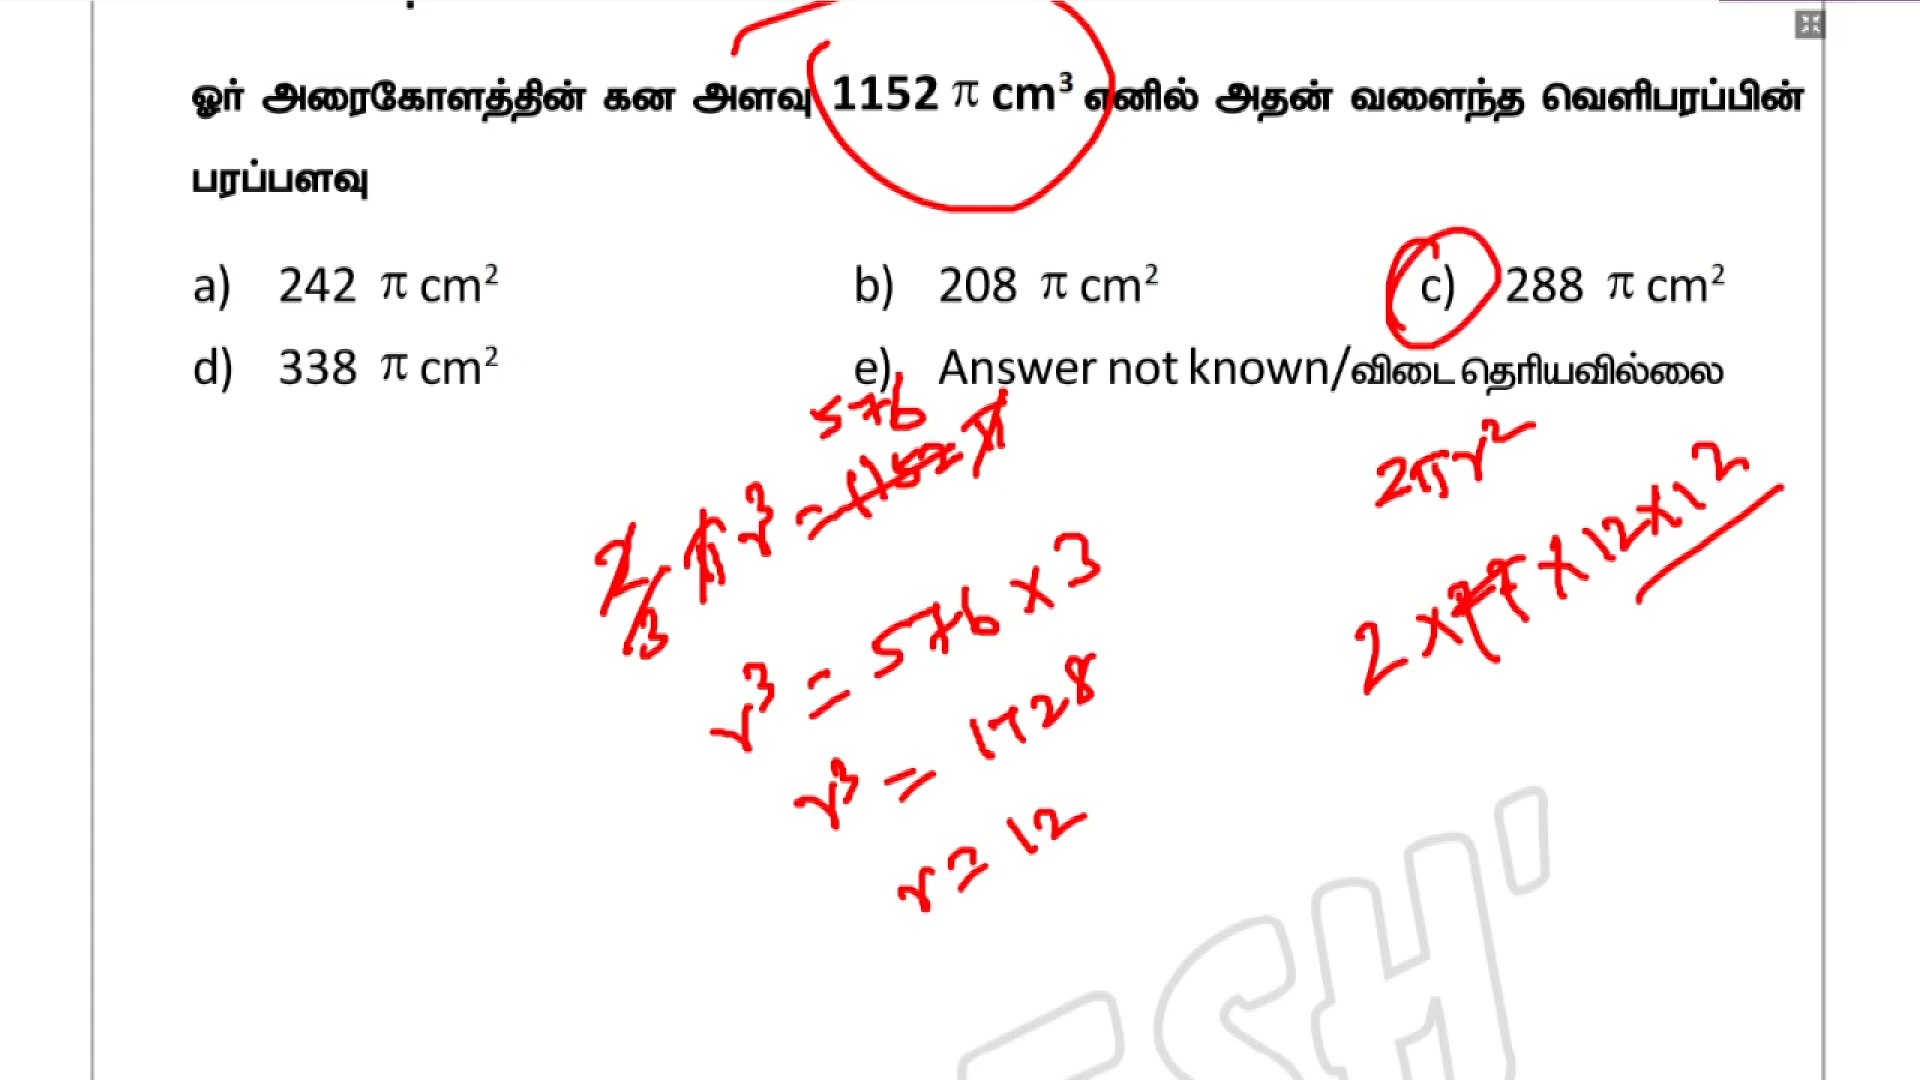 ஓர் அரைகோளத்தின் கன அளவு 1152 π cm³ எனில் அதன் வளைந்த வெளிபரப்பின்
பரப்பளவு
a) 242 π cm² b) 208 π cm² c) 288 π cm²
d) 338 π cm² e) Answer not known/விடை தெரியவில்லை
576
2/3 π r³ = 1152 π
r³ = 576 × 3
r³ = 1728
r = 12
2πr²
2 × π × 12 × 12
ESH'